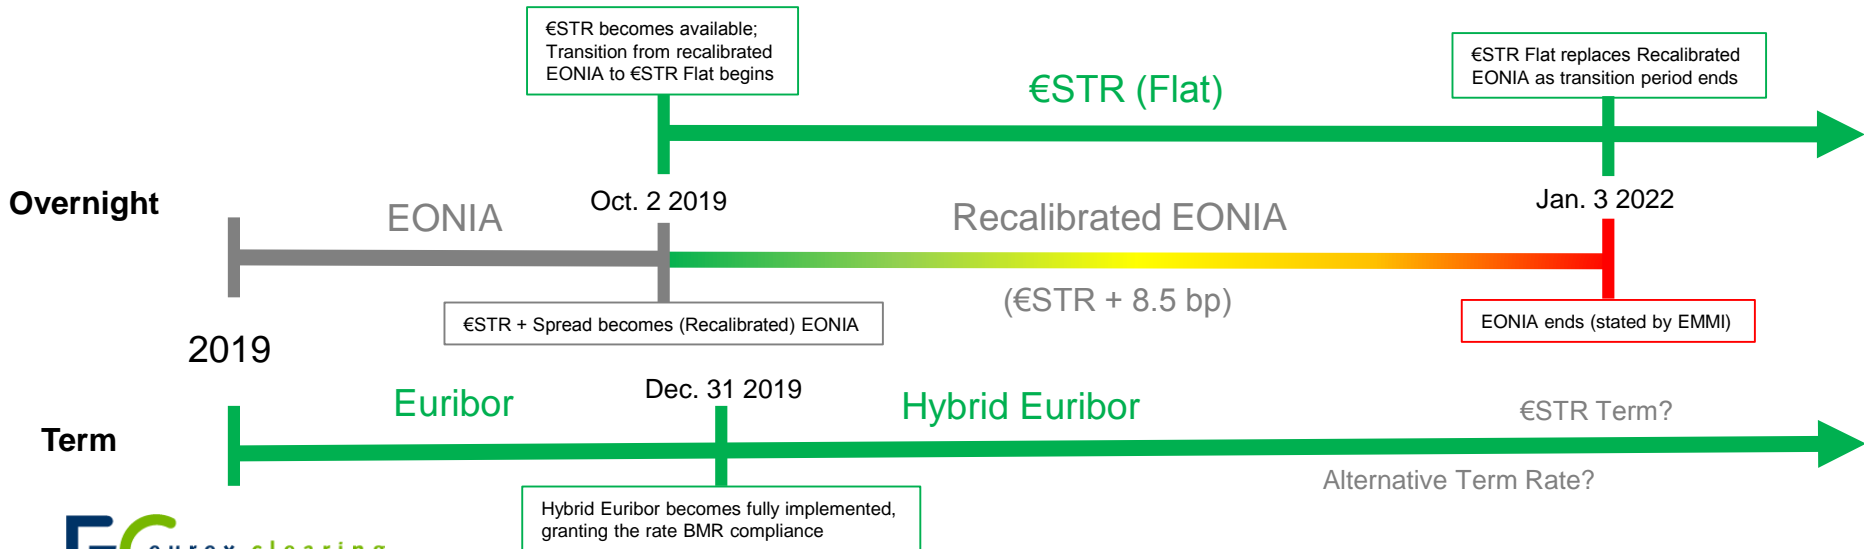 €STR becomes available;
Transition from recalibrated
EONIA to €STR Flat begins
€STR (Flat)
€STR Flat replaces Recalibrated
EONIA as transition period ends
Overnight
EONIA
Oct. 2 2019
Recalibrated EONIA
Jan. 3 2022
(€STR + 8.5 bp)
€STR + Spread becomes (Recalibrated) EONIA
EONIA ends (stated by EMMI)
2019
Term
Euribor
Dec. 31 2019
Hybrid Euribor
€STR Term?
Alternative Term Rate?
Hybrid Euribor becomes fully implemented,
granting the rate BMR compliance
eurex clearing